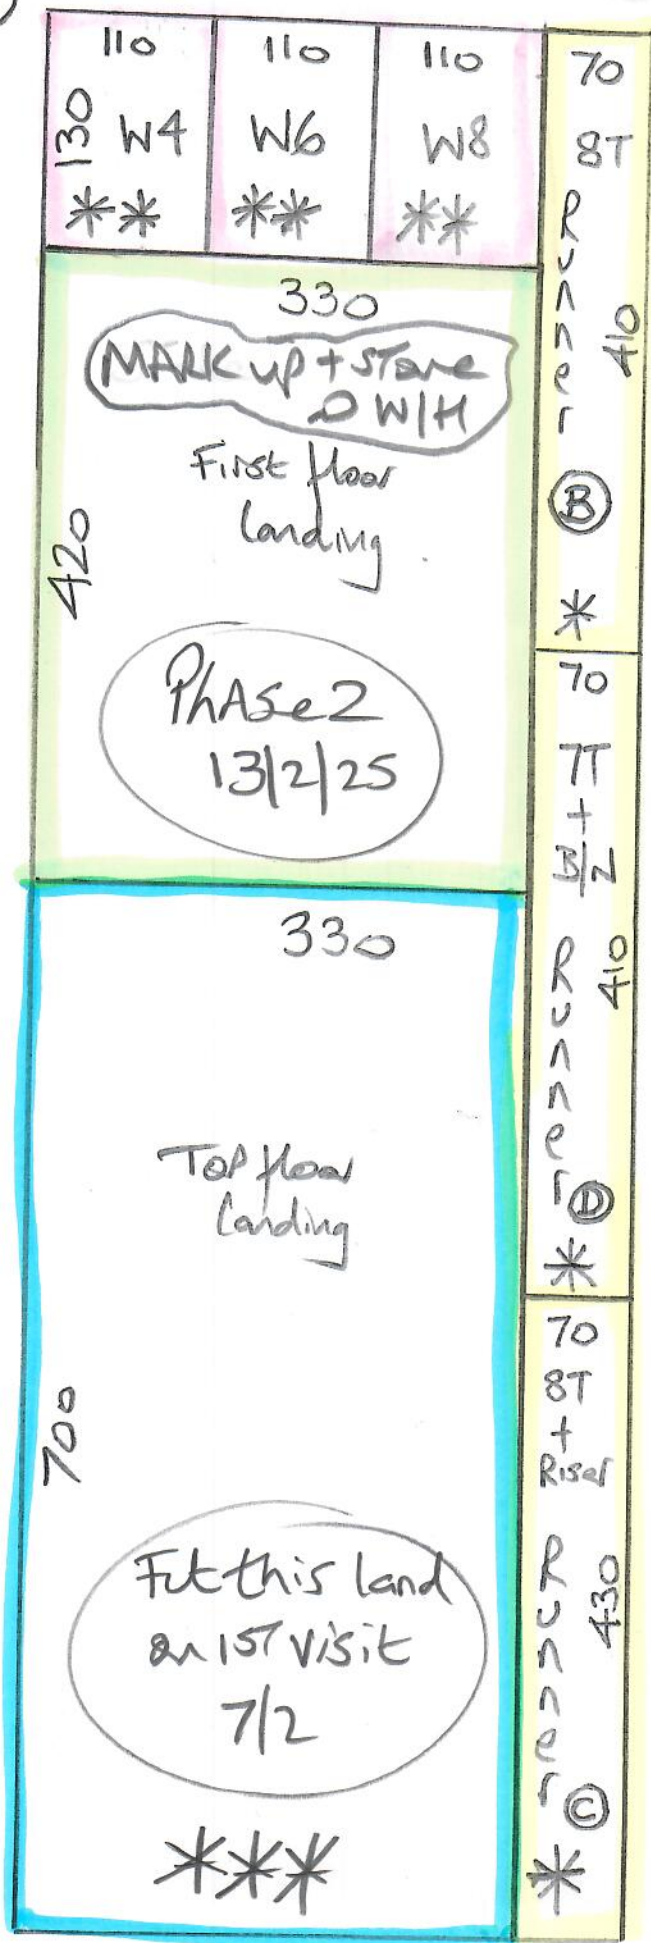 110
130 W4
**
110
W6
**
110
W8
**
70
8T
Runner
410
B
*
330
MARK up + store
@ W/H
First floor
Landing
420
Phase 2
13/2/25
70
7T
+
B/2
Runner
410
D
*
330
Top floor
Landing
700
Fit this land
on 1ST visit
7/2
***
70
8T
+
Riser
Runner
430
C
*